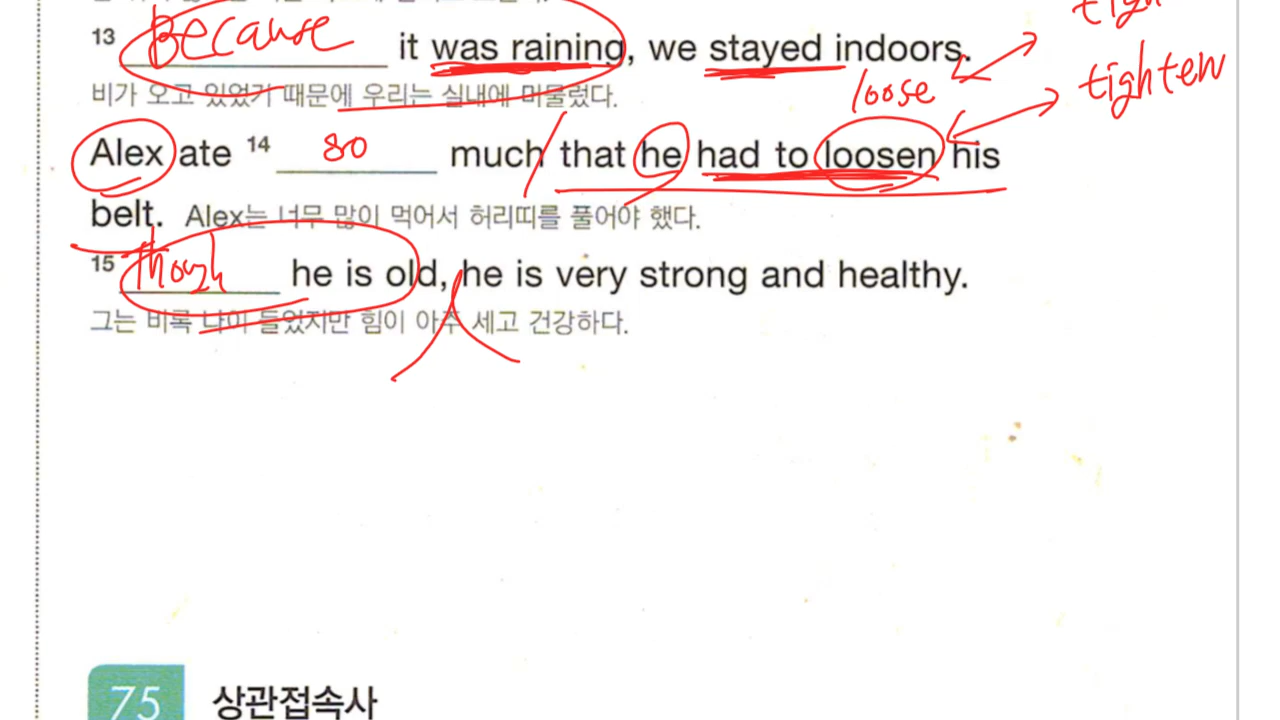 tigh
13 Because it was raining, we stayed indoors.
비가 오고 있었기 때문에 우리는 실내에 머물렀다.
loose
tighten
Alex ate 14 so much that he had to loosen his
belt. Alex는 너무 많이 먹어서 허리띠를 풀어야 했다.
15 though he is old, he is very strong and healthy.
그는 비록 나이 들었지만 힘이 아주 세고 건강하다.
75 상관접속사